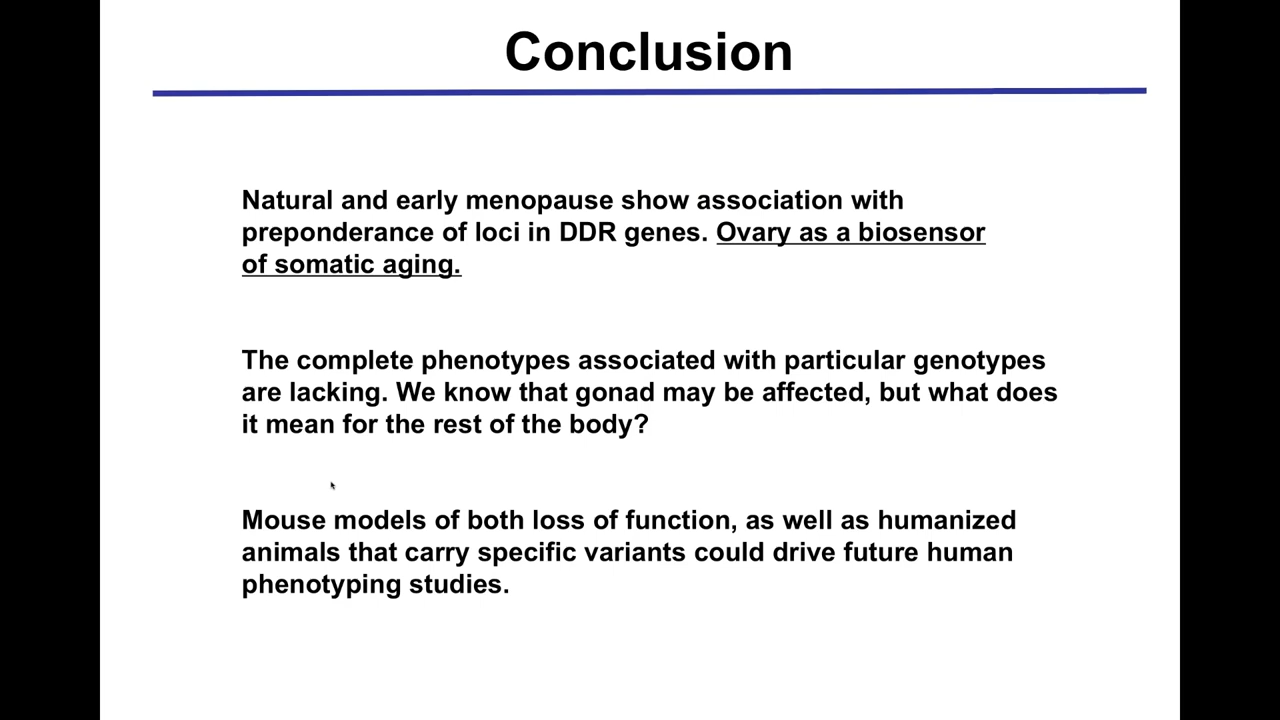 Conclusion
Natural and early menopause show association with
preponderance of loci in DDR genes. Ovary as a biosensor
of somatic aging.
The complete phenotypes associated with particular genotypes
are lacking. We know that gonad may be affected, but what does
it mean for the rest of the body?
Mouse models of both loss of function, as well as humanized
animals that carry specific variants could drive future human
phenotyping studies.